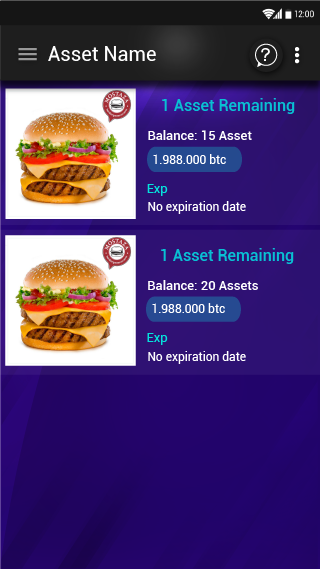 12:00
Asset Name
?
1 Asset Remaining
Balance: 15 Asset
1.988.000 btc
Exp
No expiration date
1 Asset Remaining
Balance: 20 Assets
1.988.000 btc
Exp
No expiration date